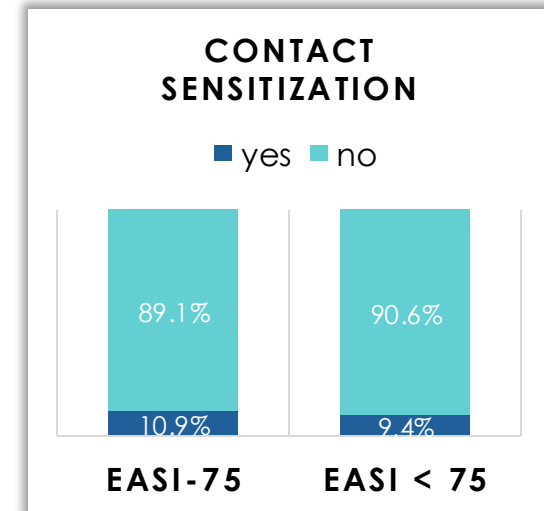 CONTACT
SENSITIZATION
yes no
89.1% 90.6%
10.9% 9.4%
EASI-75 EASI < 75